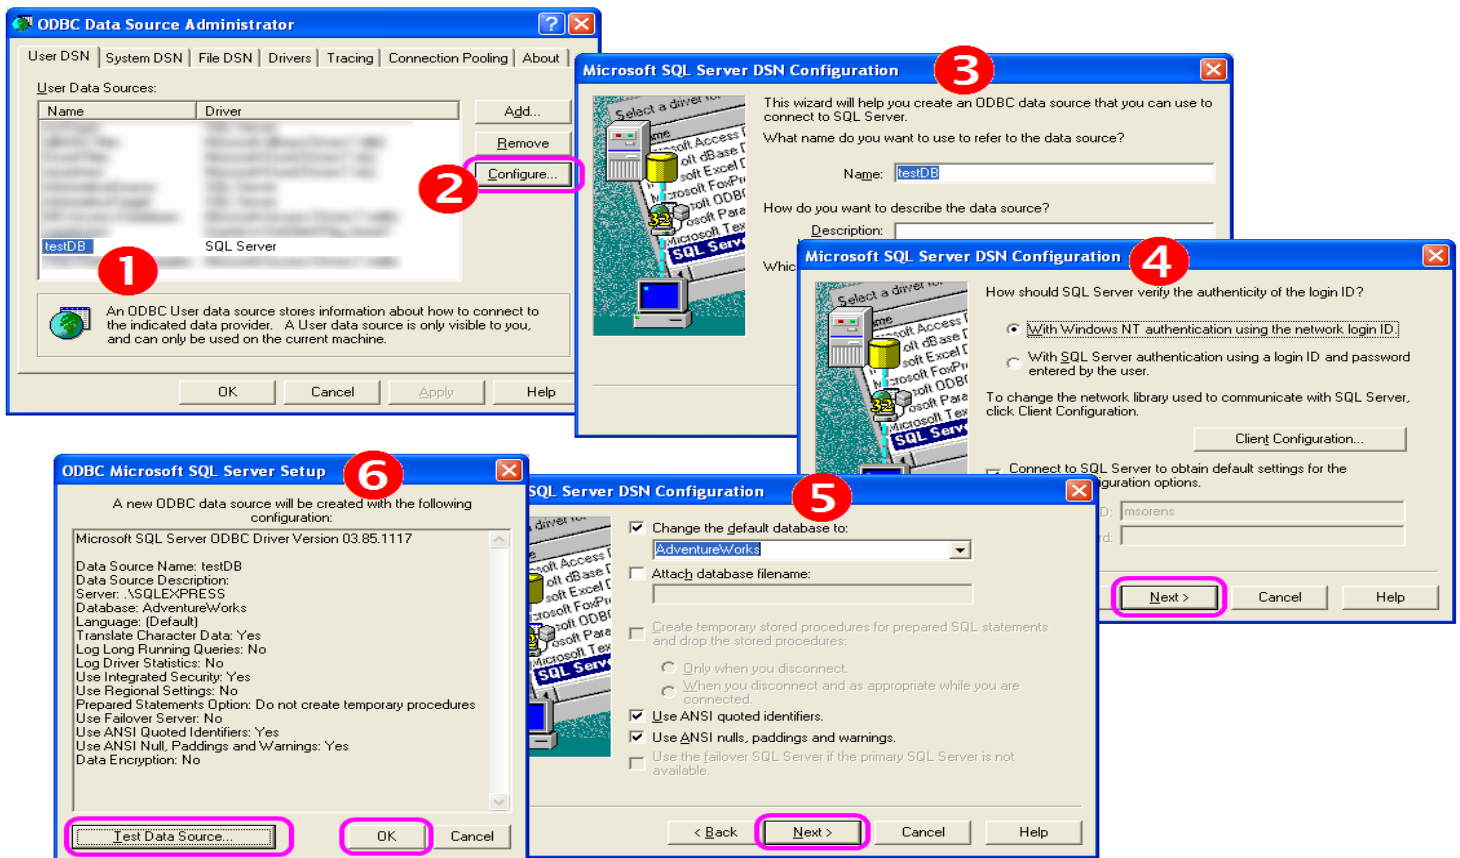 ODBC Data Source Administrator
User DSN System DSN File DSN Drivers Tracing Connection Pooling About
User Data Sources:
Name Driver
testDB SQL Server
Add...
Remove
Configure...
2
1
An ODBC User data source stores information about how to connect to
the indicated data provider. A User data source is only visible to you,
and can only be used on the current machine.
OK Cancel Apply Help
Microsoft SQL Server DSN Configuration
3
This wizard will help you create an ODBC data source that you can use to
connect to SQL Server.
What name do you want to use to refer to the data source?
Name: testDB
How do you want to describe the data source?
Description:
Whic
Select a driver for
Microsoft SQL Server DSN Configuration
4
How should SQL Server verify the authenticity of the login ID?
With Windows NT authentication using the network login ID.
With SQL Server authentication using a login ID and password
entered by the user.
To change the network library used to communicate with SQL Server,
click Client Configuration.
Client Configuration...
Connect to SQL Server to obtain default settings for the
guration options.
D: msorens
rd:
Next > Cancel Help
SQL Server DSN Configuration
5
Change the default database to:
AdventureWorks
Attach database filename:
Create temporary stored procedures for prepared SQL statements
and drop the stored procedures:
Only when you disconnect.
When you disconnect and as appropriate while you are
connected.
Use ANSI quoted identifiers.
Use ANSI nulls, paddings and warnings.
Use the failover SQL Server if the primary SQL Server is not
available.
< Back Next > Cancel Help
ODBC Microsoft SQL Server Setup
6
A new ODBC data source will be created with the following
configuration:
Microsoft SQL Server ODBC Driver Version 03.85.1117
Data Source Name: testDB
Data Source Description:
Server: .\SQLEXPRESS
Database: AdventureWorks
Language: (Default)
Translate Character Data: Yes
Log Long Running Queries: No
Log Driver Statistics: No
Use Integrated Security: Yes
Use Regional Settings: No
Prepared Statements Option: Do not create temporary procedures
Use Failover Server: No
Use ANSI Quoted Identifiers: Yes
Use ANSI Null, Paddings and Warnings: Yes
Data Encryption: No
Test Data Source... OK Cancel